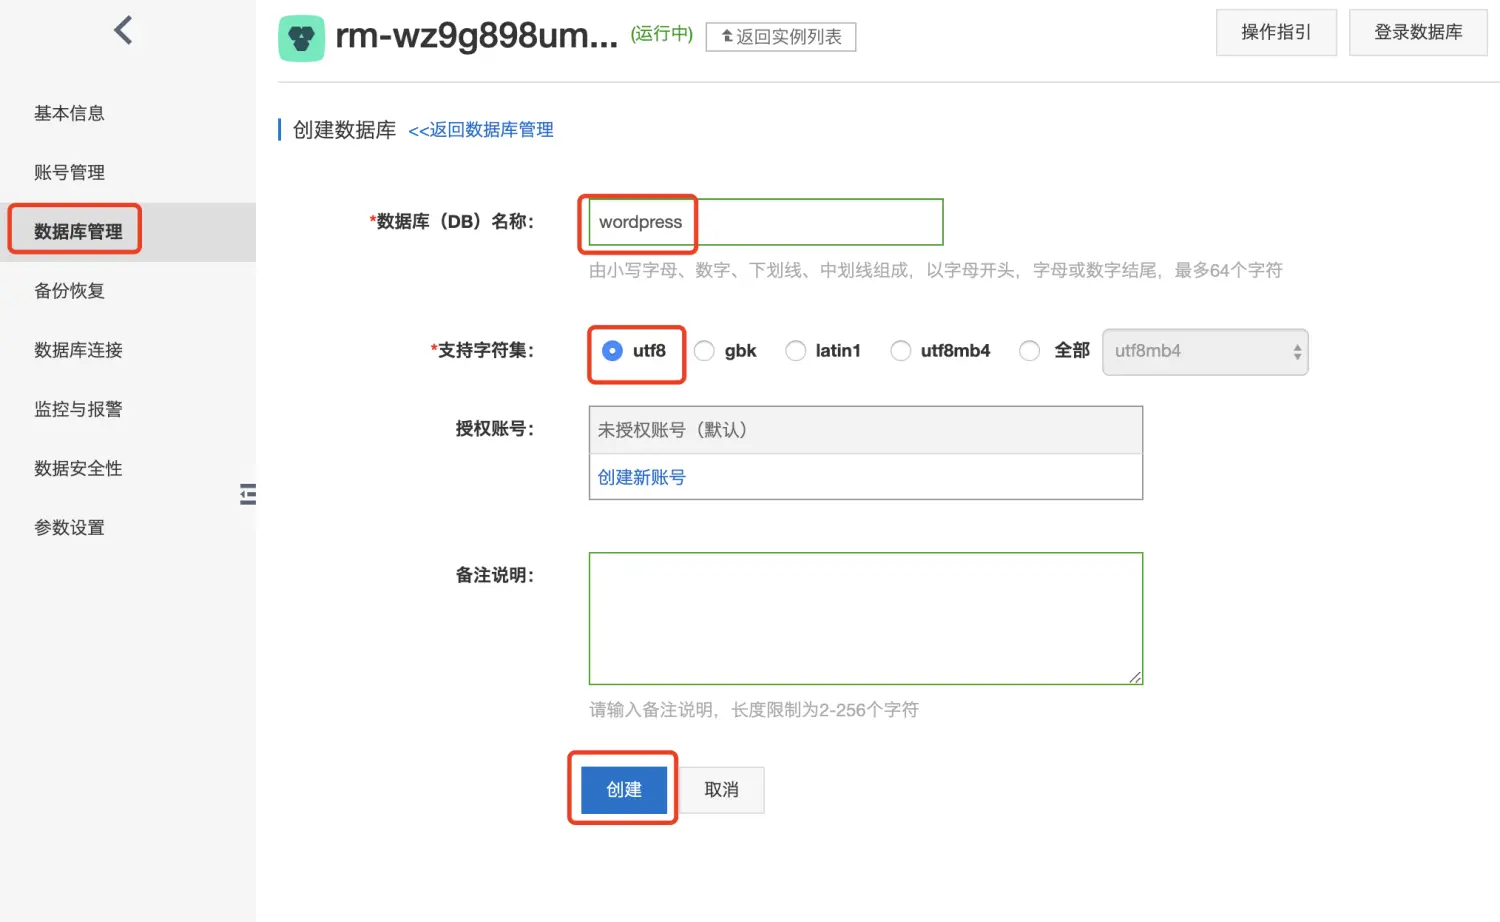 rm-wz9g898um... (运行中) 返回实例列表 操作指引 登录数据库
基本信息
账号管理
数据库管理
备份恢复
数据库连接
监控与报警
数据安全性
参数设置
创建数据库 <<返回数据库管理
*数据库（DB）名称： wordpress
由小写字母、数字、下划线、中划线组成，以字母开头，字母或数字结尾，最多64个字符
*支持字符集： utf8 gbk latin1 utf8mb4 全部 utf8mb4
授权账号： 未授权账号（默认）
创建新账号
备注说明：
请输入备注说明，长度限制为2-256个字符
创建 取消